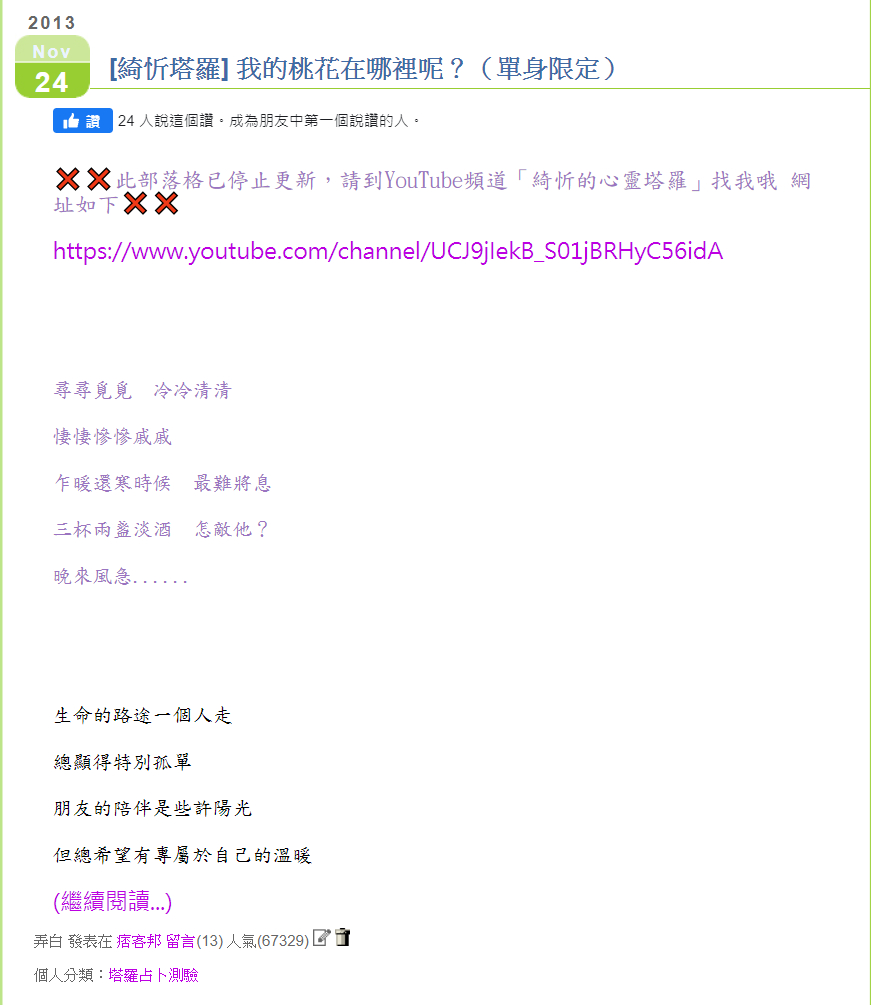 2013
Nov
24
[綺忻塔羅] 我的桃花在哪裡呢？（單身限定）
讚 24 人說這個讚。成為朋友中第一個說讚的人。
❌❌此部落格已停止更新，請到YouTube頻道「綺忻的心靈塔羅」找我哦 網
址如下❌❌
https://www.youtube.com/channel/UCJ9jIekB_S01jBRHyC56idA
尋尋覓覓　冷冷清清
悽悽慘慘戚戚
乍暖還寒時候　最難將息
三杯兩盞淡酒　怎敵他？
晚來風急......
生命的路途一個人走
總顯得特別孤單
朋友的陪伴是些許陽光
但總希望有專屬於自己的溫暖
(繼續閱讀...)
弄白 發表在 痞客邦 留言(13) 人氣(67329)
個人分類：塔羅占卜測驗